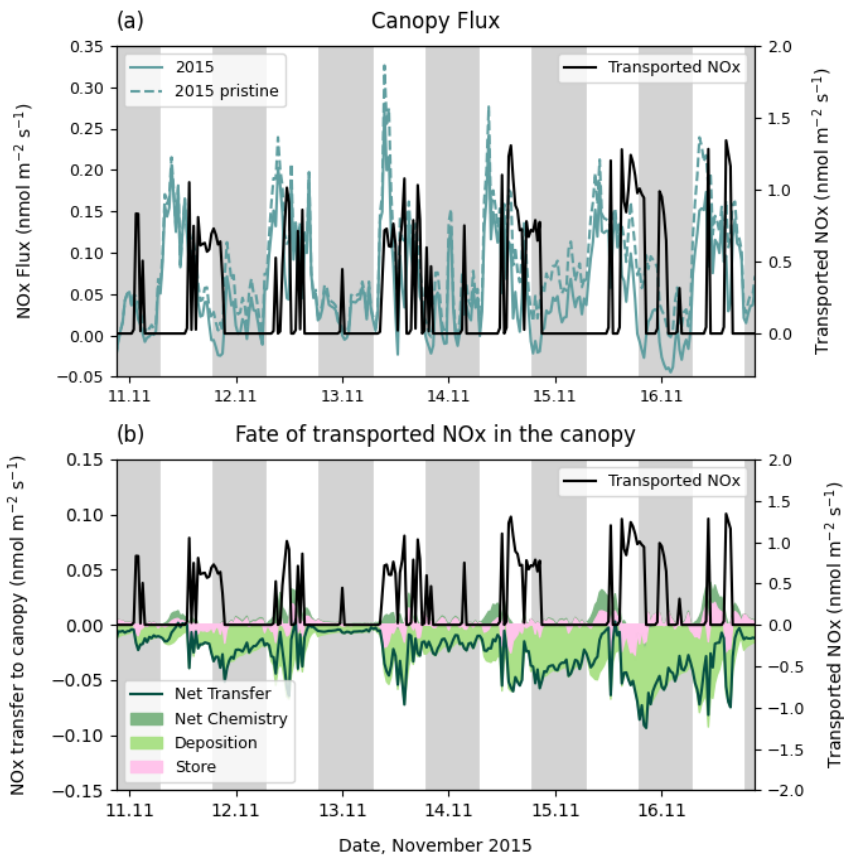 (a) Canopy Flux
NOx Flux (nmol m⁻² s⁻¹)
0.35
0.30
0.25
0.20
0.15
0.10
0.05
0.00
−0.05
2015
2015 pristine
Transported NOx
2.0
1.5
1.0
0.5
0.0
Transported NOx (nmol m⁻² s⁻¹)
11.11 12.11 13.11 14.11 15.11 16.11
(b) Fate of transported NOx in the canopy
NOx transfer to canopy (nmol m⁻² s⁻¹)
0.15
0.10
0.05
0.00
−0.05
−0.10
−0.15
Transported NOx
Net Transfer
Net Chemistry
Deposition
Store
2.0
1.5
1.0
0.5
0.0
−0.5
−1.0
−1.5
−2.0
Transported NOx (nmol m⁻² s⁻¹)
11.11 12.11 13.11 14.11 15.11 16.11
Date, November 2015